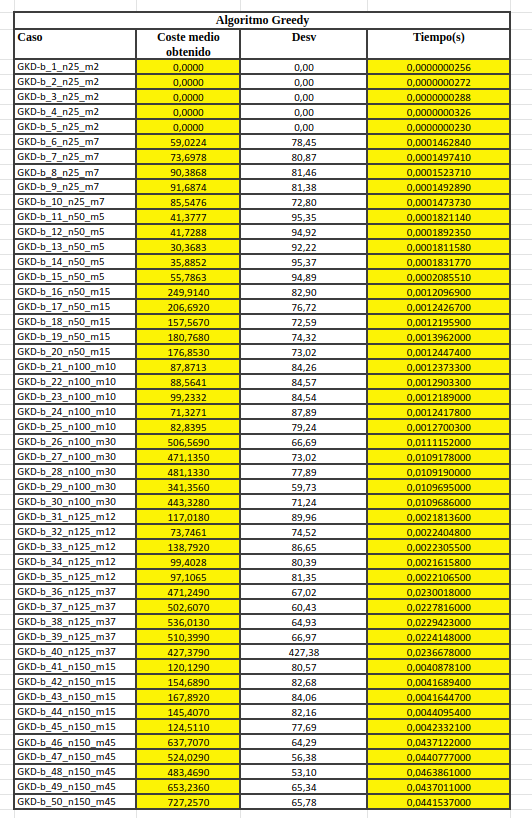 Algoritmo Greedy
Caso Coste medio obtenido Desv Tiempo(s)
GKD-b_1_n25_m2 0,0000 0,00 0,0000000256
GKD-b_2_n25_m2 0,0000 0,00 0,0000000272
GKD-b_3_n25_m2 0,0000 0,00 0,0000000288
GKD-b_4_n25_m2 0,0000 0,00 0,0000000326
GKD-b_5_n25_m2 0,0000 0,00 0,0000000230
GKD-b_6_n25_m7 59,0224 78,45 0,0001462840
GKD-b_7_n25_m7 73,6978 80,87 0,0001497410
GKD-b_8_n25_m7 90,3868 81,46 0,0001523710
GKD-b_9_n25_m7 91,6874 81,38 0,0001492890
GKD-b_10_n25_m7 85,5476 72,80 0,0001473730
GKD-b_11_n50_m5 41,3777 95,35 0,0001821140
GKD-b_12_n50_m5 41,7288 94,92 0,0001892350
GKD-b_13_n50_m5 30,3683 92,22 0,0001811580
GKD-b_14_n50_m5 35,8852 95,37 0,0001831770
GKD-b_15_n50_m5 55,7863 94,89 0,0002085510
GKD-b_16_n50_m15 249,9140 82,90 0,0012096900
GKD-b_17_n50_m15 206,6920 76,72 0,0012426700
GKD-b_18_n50_m15 157,5670 72,59 0,0012195900
GKD-b_19_n50_m15 180,7680 74,32 0,0013962000
GKD-b_20_n50_m15 176,8530 73,02 0,0012447400
GKD-b_21_n100_m10 87,8713 84,26 0,0012373300
GKD-b_22_n100_m10 88,5641 84,57 0,0012903300
GKD-b_23_n100_m10 99,2332 84,54 0,0012189000
GKD-b_24_n100_m10 71,3271 87,89 0,0012417800
GKD-b_25_n100_m10 82,8395 79,24 0,0012700300
GKD-b_26_n100_m30 506,5690 66,69 0,0111152000
GKD-b_27_n100_m30 471,1350 73,02 0,0109178000
GKD-b_28_n100_m30 481,1330 77,89 0,0109190000
GKD-b_29_n100_m30 341,3560 59,73 0,0109695000
GKD-b_30_n100_m30 443,3280 71,24 0,0109686000
GKD-b_31_n125_m12 117,0180 89,96 0,0021813600
GKD-b_32_n125_m12 73,7461 74,52 0,0022404800
GKD-b_33_n125_m12 138,7920 86,65 0,0022305500
GKD-b_34_n125_m12 99,4028 80,39 0,0021615800
GKD-b_35_n125_m12 97,1065 81,35 0,0022106500
GKD-b_36_n125_m37 471,2490 67,02 0,0230018000
GKD-b_37_n125_m37 502,6070 60,43 0,0227816000
GKD-b_38_n125_m37 536,0130 64,93 0,0229423000
GKD-b_39_n125_m37 510,3990 66,97 0,0224148000
GKD-b_40_n125_m37 427,3790 427,38 0,0236678000
GKD-b_41_n150_m15 120,1290 80,57 0,0040878100
GKD-b_42_n150_m15 154,6890 82,68 0,0041689400
GKD-b_43_n150_m15 167,8920 84,06 0,0041644700
GKD-b_44_n150_m15 145,4070 82,16 0,0044095400
GKD-b_45_n150_m15 124,5110 77,69 0,0042332100
GKD-b_46_n150_m45 637,7070 64,29 0,0437122000
GKD-b_47_n150_m45 524,0290 56,38 0,0440777000
GKD-b_48_n150_m45 483,4690 53,10 0,0463861000
GKD-b_49_n150_m45 653,2360 65,34 0,0437011000
GKD-b_50_n150_m45 727,2570 65,78 0,0441537000